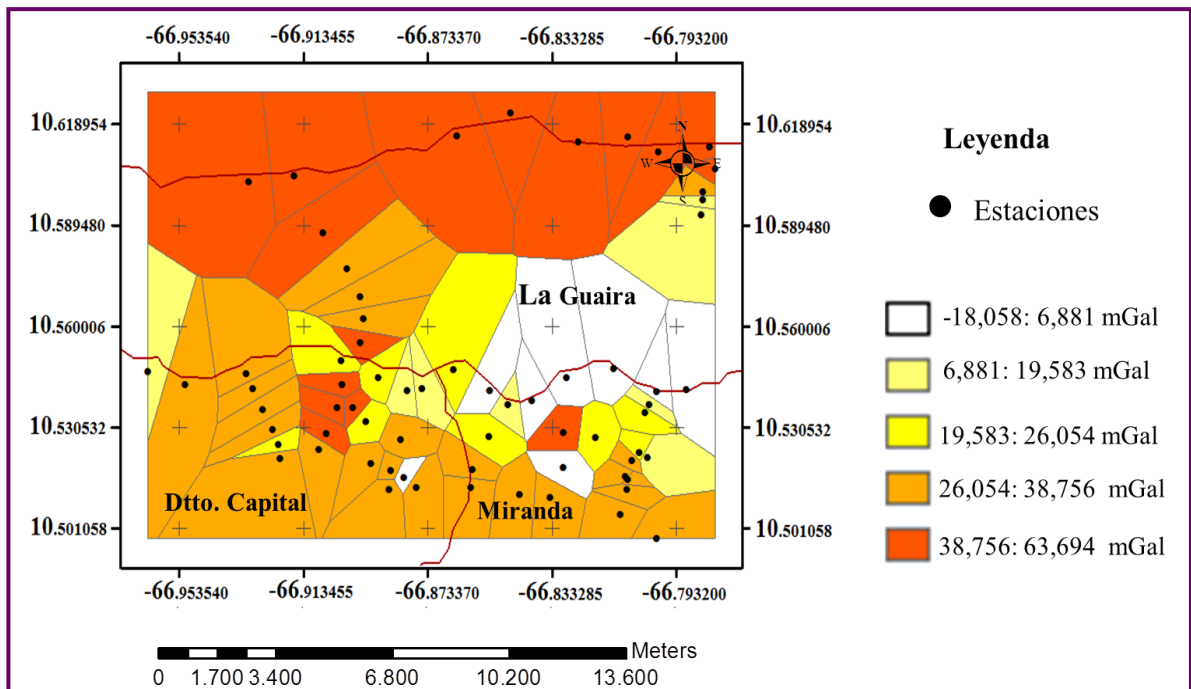 -66.953540 -66.913455 -66.873370 -66.833285 -66.793200
10.618954 10.618954
N
W E
S
10.589480 10.589480
10.560006 10.560006
10.530532 10.530532
10.501058 10.501058
La Guaira
Dtto. Capital
Miranda
-66.953540 -66.913455 -66.873370 -66.833285 -66.793200
Meters
0 1.700 3.400 6.800 10.200 13.600
Leyenda
Estaciones
-18,058: 6,881 mGal
6,881: 19,583 mGal
19,583: 26,054 mGal
26,054: 38,756 mGal
38,756: 63,694 mGal